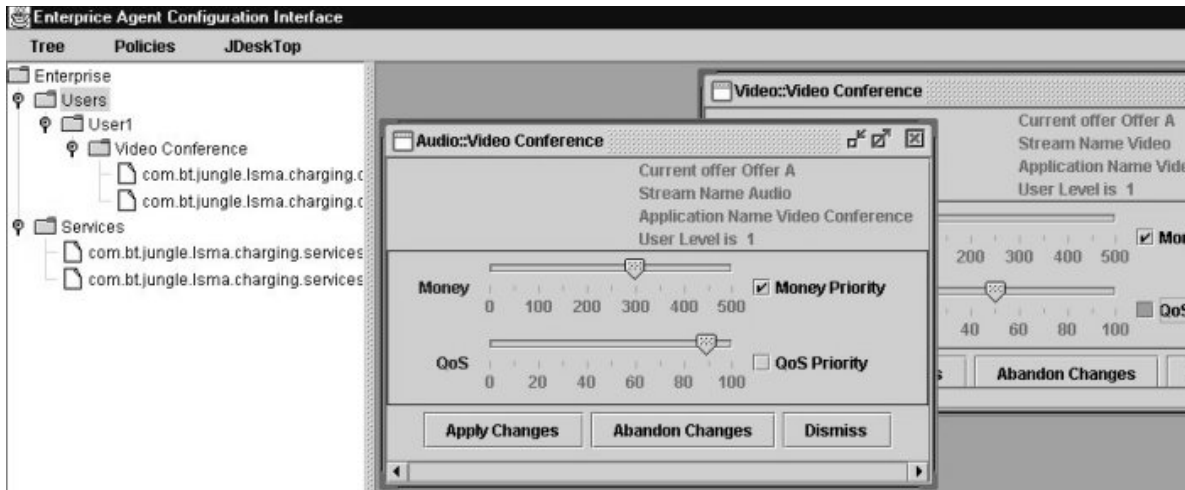 Enterprice Agent Configuration Interface
Tree Policies JDeskTop
Enterprise
Users
User1
Video Conference
com.bt.jungle.lsma.charging.c
com.bt.jungle.lsma.charging.c
Services
com.bt.jungle.lsma.charging.services
com.bt.jungle.lsma.charging.services
Audio::Video Conference
Current offer Offer A
Stream Name Audio
Application Name Video Conference
User Level is 1
Money
0 100 200 300 400 500
Money Priority
QoS
0 20 40 60 80 100
QoS Priority
Apply Changes Abandon Changes Dismiss
Video::Video Conference
Current offer Offer A
Stream Name Video
Application Name Vide
User Level is 1
200 300 400 500
Mon
40 60 80 100
QoS
s Abandon Changes